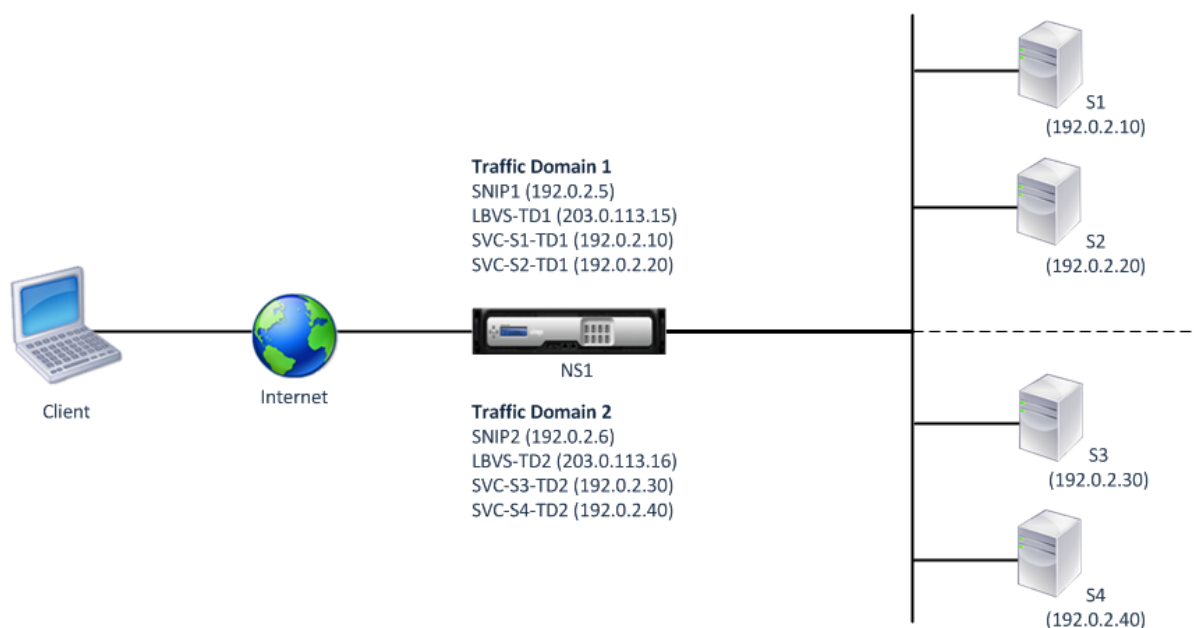 S1
(192.0.2.10)
Traffic Domain 1
SNIP1 (192.0.2.5)
LBVS-TD1 (203.0.113.15)
SVC-S1-TD1 (192.0.2.10)
SVC-S2-TD1 (192.0.2.20)
S2
(192.0.2.20)
Client
Internet
NS1
Traffic Domain 2
SNIP2 (192.0.2.6)
LBVS-TD2 (203.0.113.16)
SVC-S3-TD2 (192.0.2.30)
SVC-S4-TD2 (192.0.2.40)
S3
(192.0.2.30)
S4
(192.0.2.40)